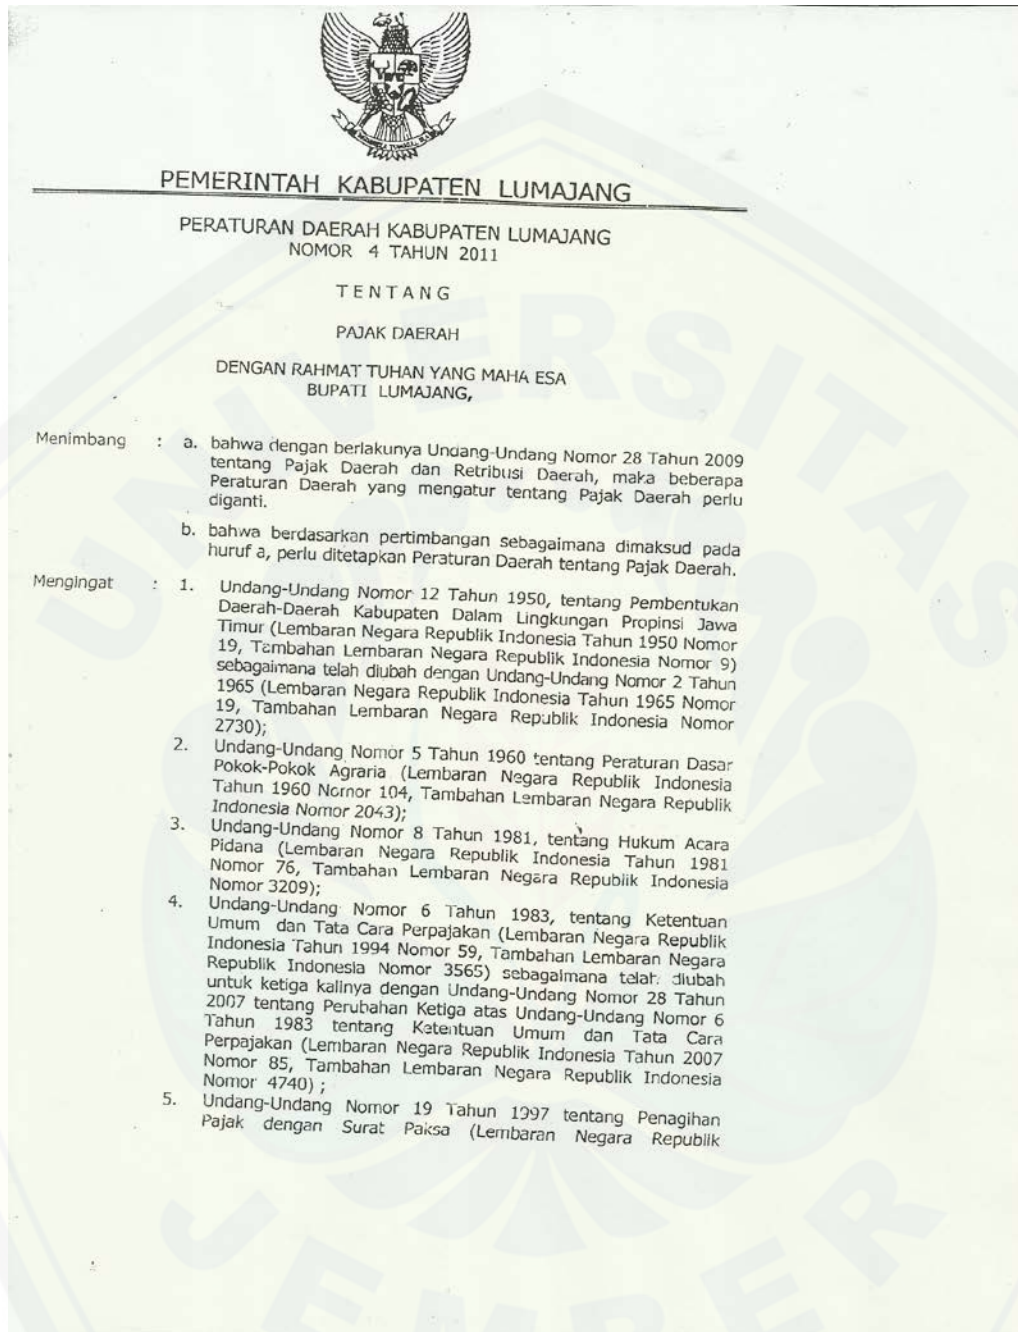 PEMERINTAH KABUPATEN LUMAJANG
PERATURAN DAERAH KABUPATEN LUMAJANG
NOMOR 4 TAHUN 2011
T E N T A N G
PAJAK DAERAH
DENGAN RAHMAT TUHAN YANG MAHA ESA
BUPATI LUMAJANG,
Menimbang : a. bahwa dengan berlakunya Undang-Undang Nomor 28 Tahun 2009
tentang Pajak Daerah dan Retribusi Daerah, maka beberapa
Peraturan Daerah yang mengatur tentang Pajak Daerah perlu
diganti.
b. bahwa berdasarkan pertimbangan sebagaimana dimaksud pada
huruf a, perlu ditetapkan Peraturan Daerah tentang Pajak Daerah.
Mengingat : 1. Undang-Undang Nomor 12 Tahun 1950, tentang Pembentukan
Daerah-Daerah Kabupaten Dalam Lingkungan Propinsi Jawa
Timur (Lembaran Negara Republik Indonesia Tahun 1950 Nomor
19, Tambahan Lembaran Negara Republik Indonesia Nomor 9)
sebagaimana telah diubah dengan Undang-Undang Nomor 2 Tahun
1965 (Lembaran Negara Republik Indonesia Tahun 1965 Nomor
19, Tambahan Lembaran Negara Republik Indonesia Nomor
2730);
2. Undang-Undang Nomor 5 Tahun 1960 tentang Peraturan Dasar
Pokok-Pokok Agraria (Lembaran Negara Republik Indonesia
Tahun 1960 Nomor 104, Tambahan Lembaran Negara Republik
Indonesia Nomor 2043);
3. Undang-Undang Nomor 8 Tahun 1981, tentang Hukum Acara
Pidana (Lembaran Negara Republik Indonesia Tahun 1981
Nomor 76, Tambahan Lembaran Negara Republik Indonesia
Nomor 3209);
4. Undang-Undang Nomor 6 Tahun 1983, tentang Ketentuan
Umum dan Tata Cara Perpajakan (Lembaran Negara Republik
Indonesia Tahun 1994 Nomor 59, Tambahan Lembaran Negara
Republik Indonesia Nomor 3565) sebagaimana telah diubah
untuk ketiga kalinya dengan Undang-Undang Nomor 28 Tahun
2007 tentang Perubahan Ketiga atas Undang-Undang Nomor 6
Tahun 1983 tentang Ketentuan Umum dan Tata Cara
Perpajakan (Lembaran Negara Republik Indonesia Tahun 2007
Nomor 85, Tambahan Lembaran Negara Republik Indonesia
Nomor 4740) ;
5. Undang-Undang Nomor 19 Tahun 1997 tentang Penagihan
Pajak dengan Surat Paksa (Lembaran Negara Republik
UNIVERSITAS
JEMBER